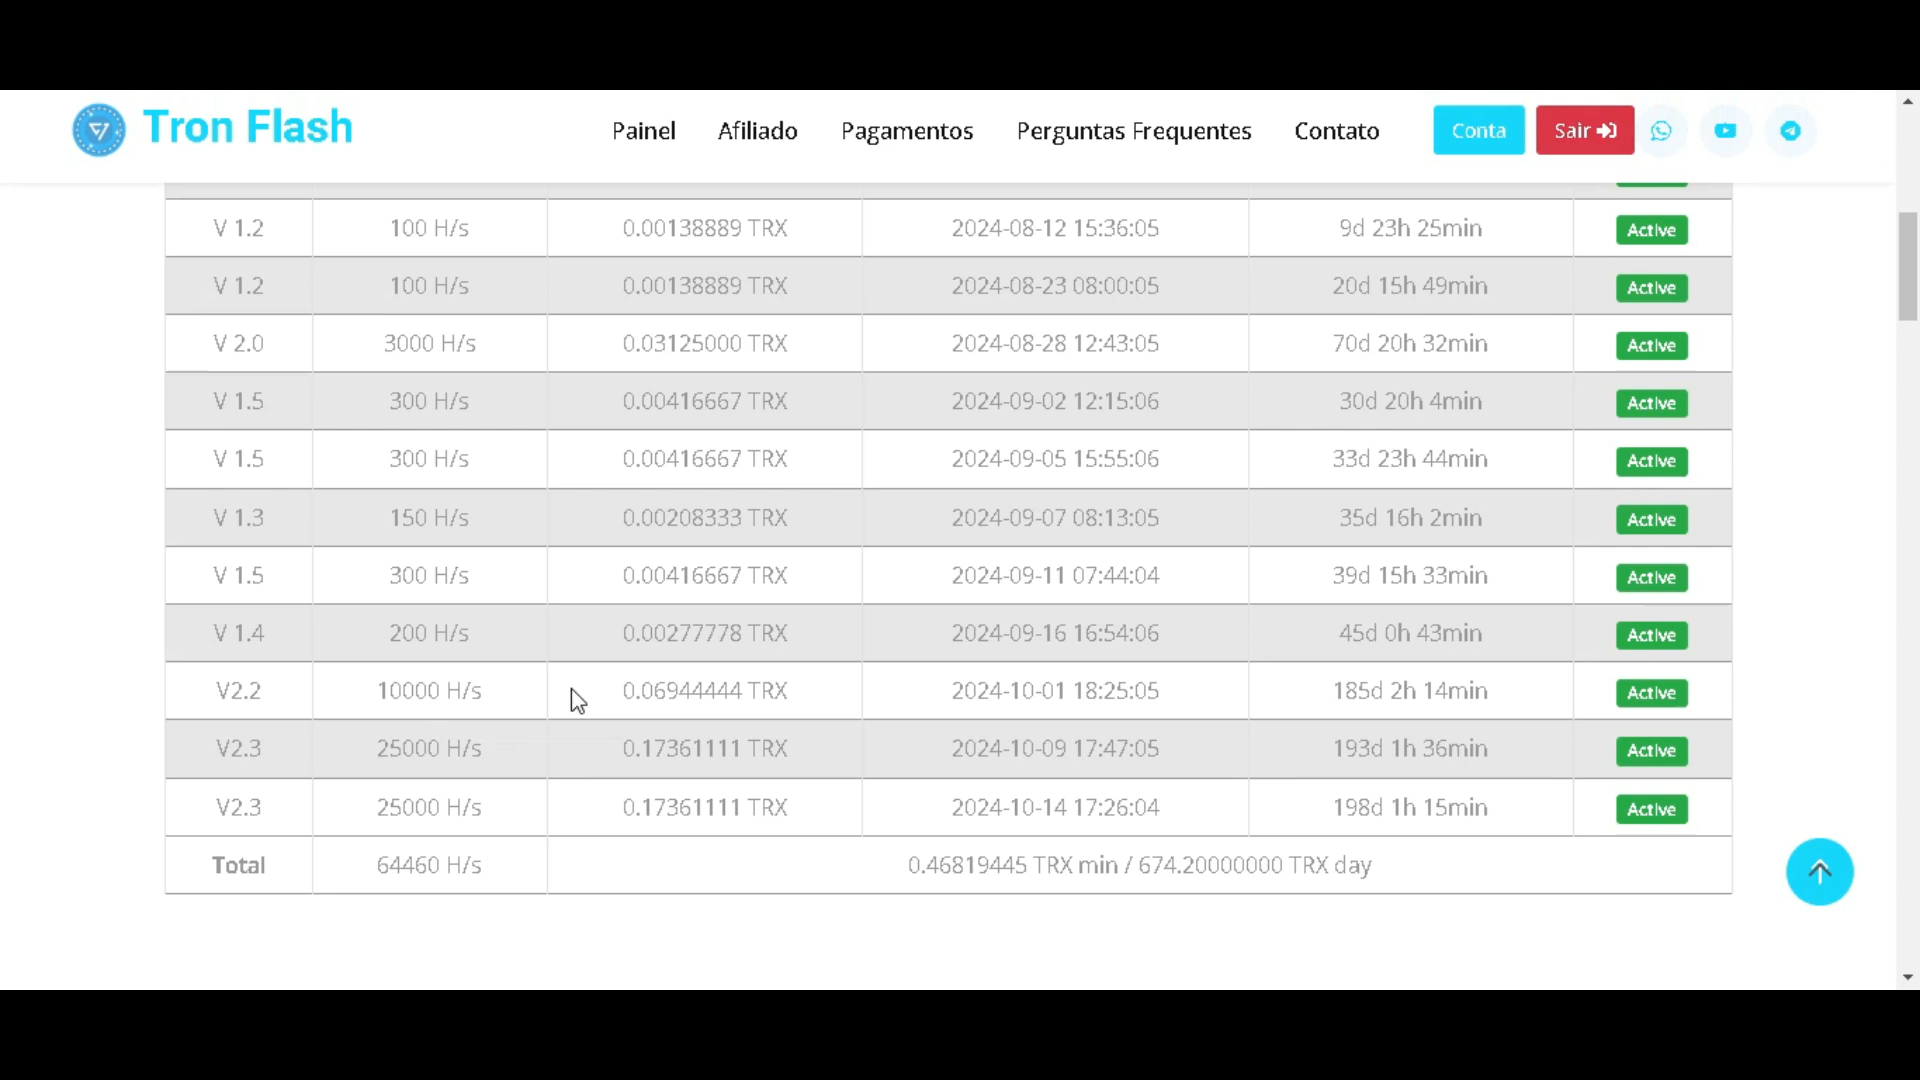 Tron Flash
Painel Afiliado Pagamentos Perguntas Frequentes Contato Conta Sair
V 1.2 100 H/s 0.00138889 TRX 2024-08-12 15:36:05 9d 23h 25min Active
V 1.2 100 H/s 0.00138889 TRX 2024-08-23 08:00:05 20d 15h 49min Active
V 2.0 3000 H/s 0.03125000 TRX 2024-08-28 12:43:05 70d 20h 32min Active
V 1.5 300 H/s 0.00416667 TRX 2024-09-02 12:15:06 30d 20h 4min Active
V 1.5 300 H/s 0.00416667 TRX 2024-09-05 15:55:06 33d 23h 44min Active
V 1.3 150 H/s 0.00208333 TRX 2024-09-07 08:13:05 35d 16h 2min Active
V 1.5 300 H/s 0.00416667 TRX 2024-09-11 07:44:04 39d 15h 33min Active
V 1.4 200 H/s 0.00277778 TRX 2024-09-16 16:54:06 45d 0h 43min Active
V2.2 10000 H/s 0.06944444 TRX 2024-10-01 18:25:05 185d 2h 14min Active
V2.3 25000 H/s 0.17361111 TRX 2024-10-09 17:47:05 193d 1h 36min Active
V2.3 25000 H/s 0.17361111 TRX 2024-10-14 17:26:04 198d 1h 15min Active
Total 64460 H/s 0.46819445 TRX min / 674.20000000 TRX day